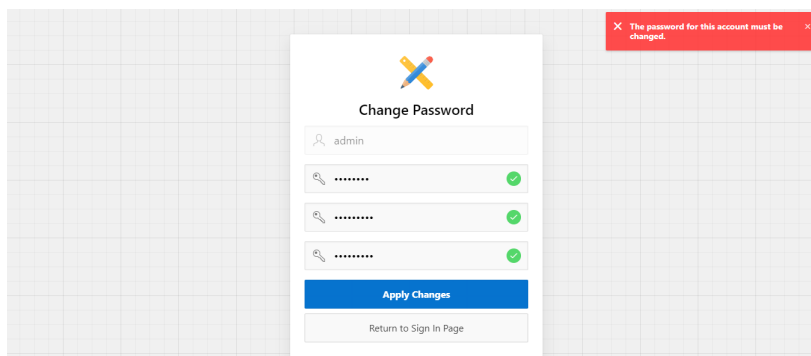 The password for this account must be
changed.
Change Password
admin
••••••••
•••••••••
•••••••••
Apply Changes
Return to Sign In Page